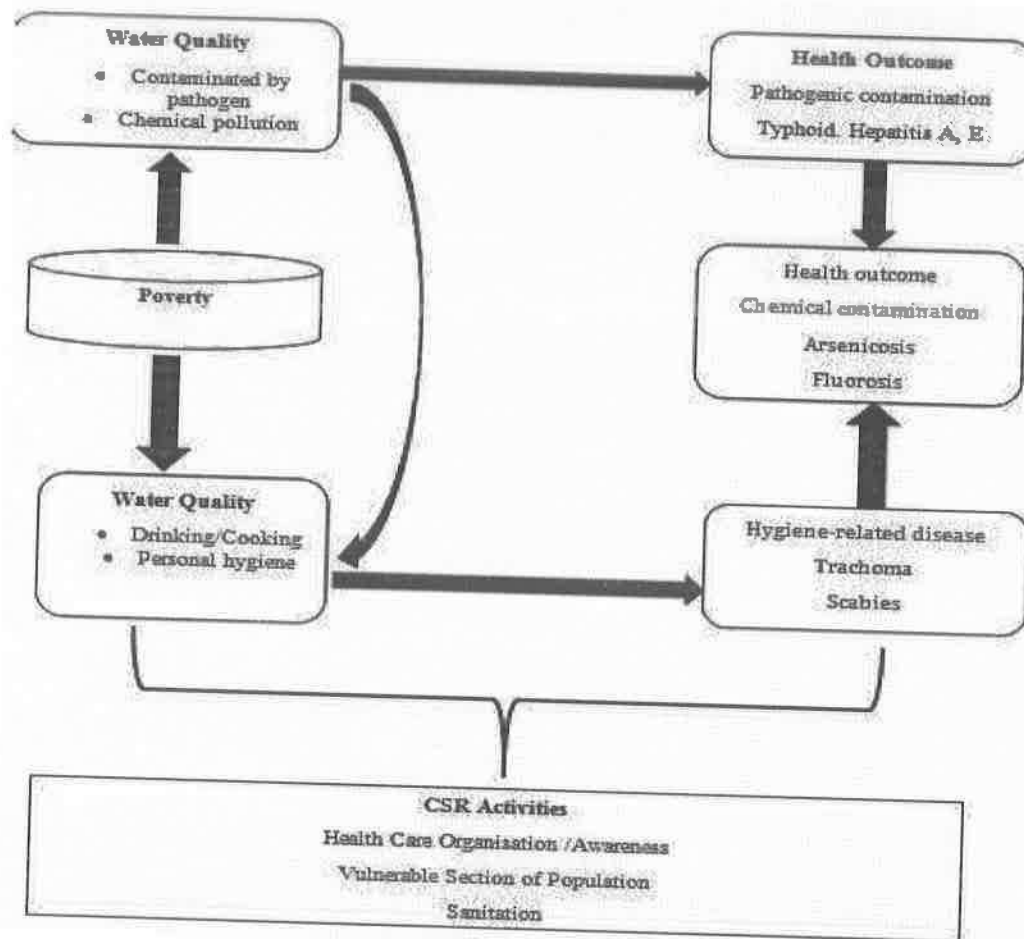 Water Quality
• Contaminated by
pathogen
• Chemical pollution
Health Outcome
Pathogenic contamination
Typhoid. Hepatitis A, E
Poverty
Health outcome
Chemical contamination
Arsenicosis
Fluorosis
Water Quality
• Drinking/Cooking
• Personal hygiene
Hygiene-related disease
Trachoma
Scabies
CSR Activities
Health Care Organisation /Awareness
Vulnerable Section of Population
Sanitation